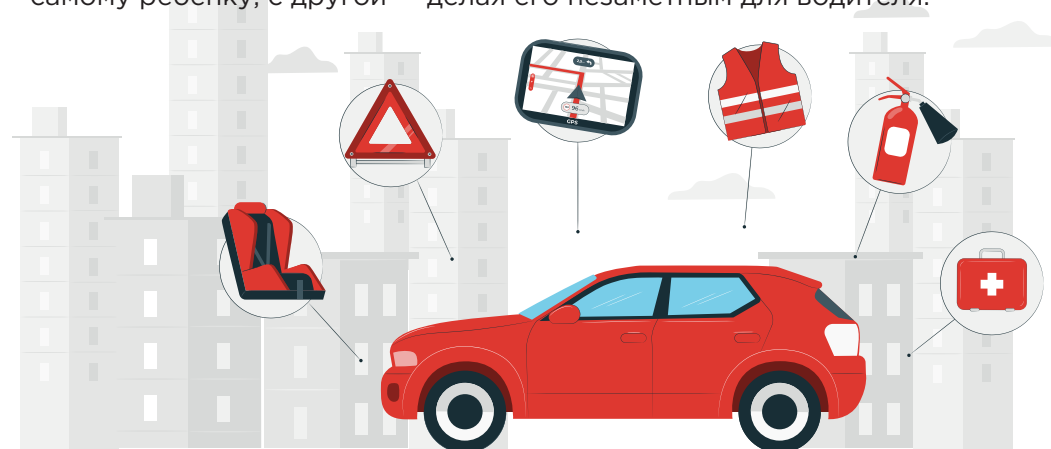 самому ребенку, с другой — делая его незаметным для водителя.
GPS